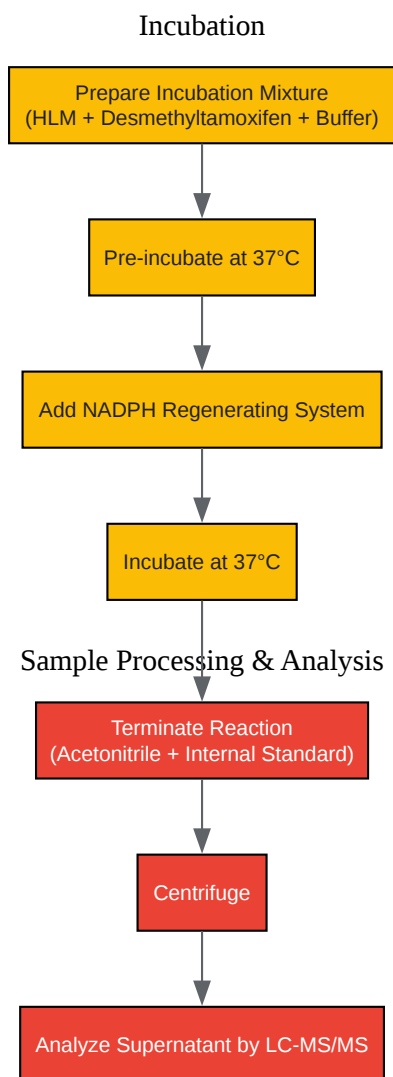 Incubation
Prepare Incubation Mixture
(HLM + Desmethyltamoxifen + Buffer)
Pre-incubate at 37°C
Add NADPH Regenerating System
Incubate at 37°C
Sample Processing & Analysis
Terminate Reaction
(Acetonitrile + Internal Standard)
Centrifuge
Analyze Supernatant by LC-MS/MS